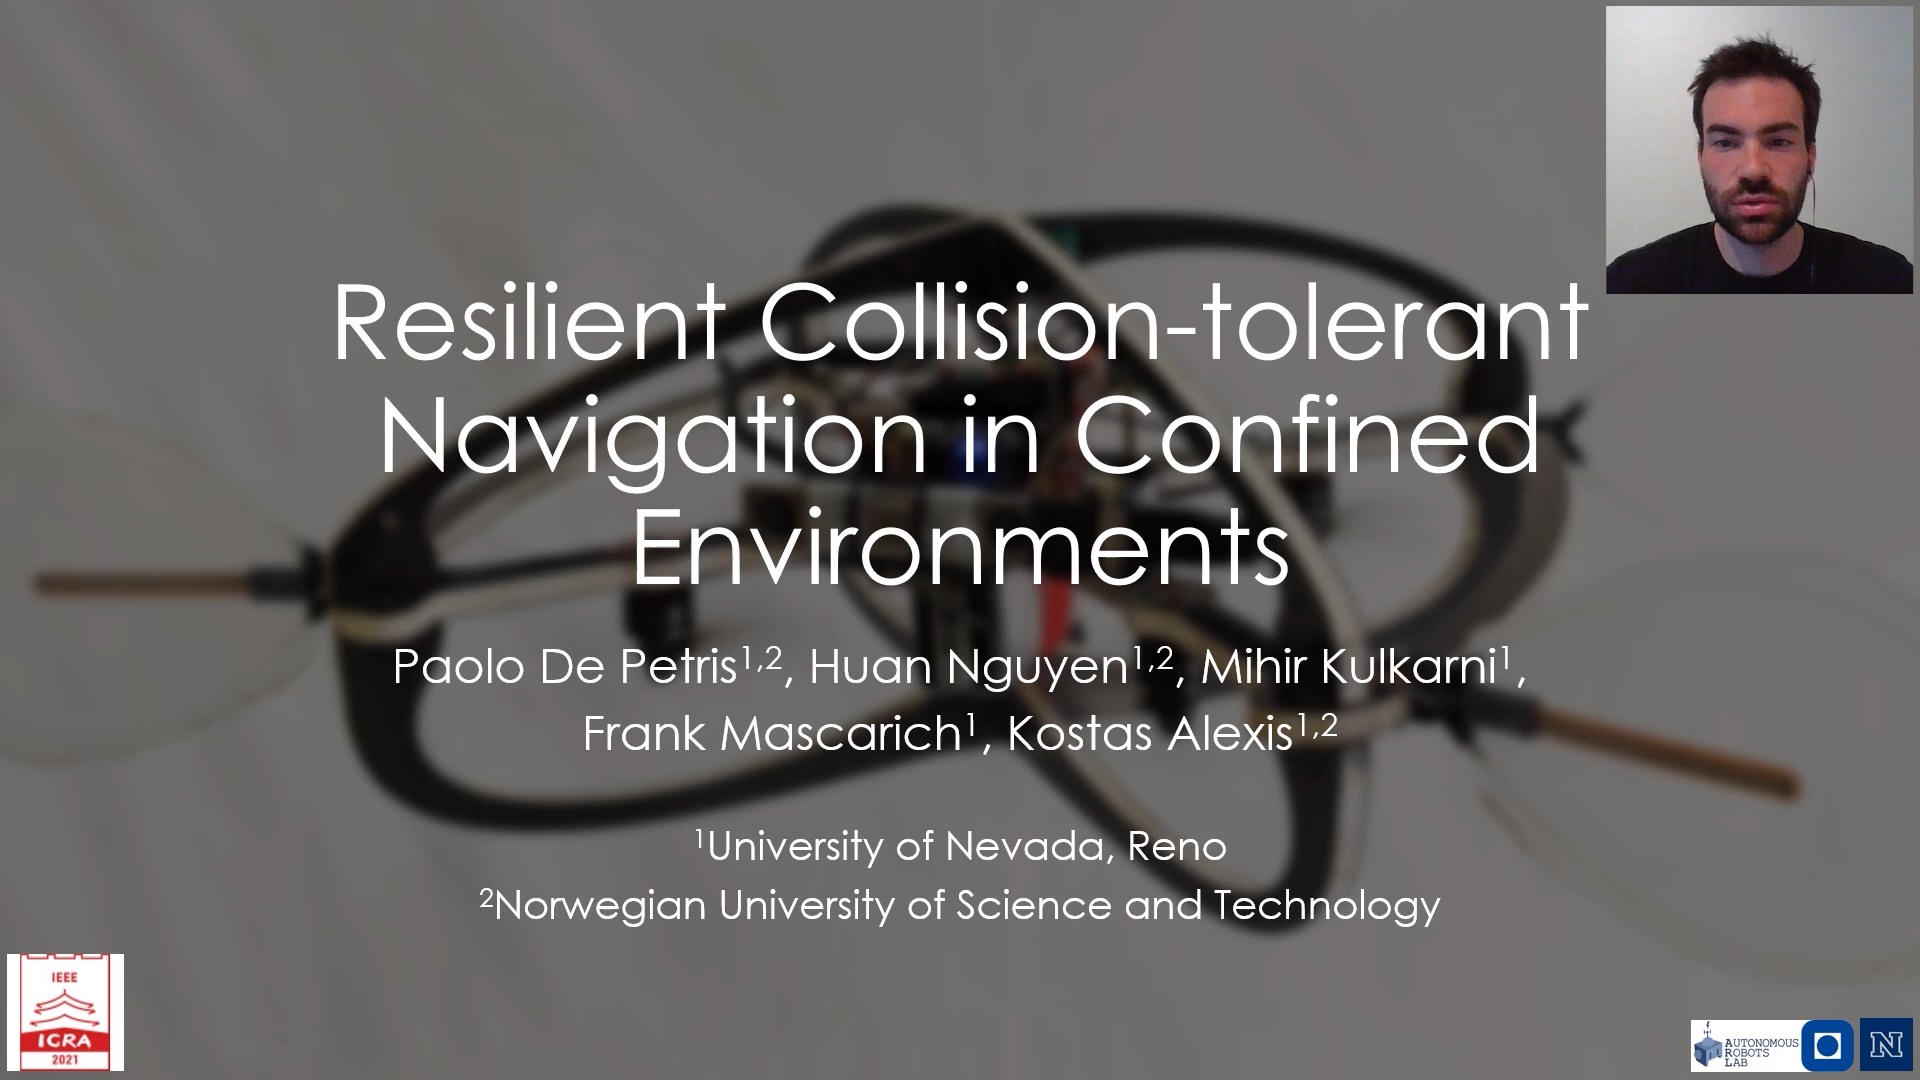 Resilient Collision-tolerant
Navigation in Confined
Environments
Paolo De Petris1,2, Huan Nguyen1,2, Mihir Kulkarni1,
Frank Mascarich1, Kostas Alexis1,2
1University of Nevada, Reno
2Norwegian University of Science and Technology
IEEE
ICRA
2021
AUTONOMOUS
ROBOTS
LAB
N